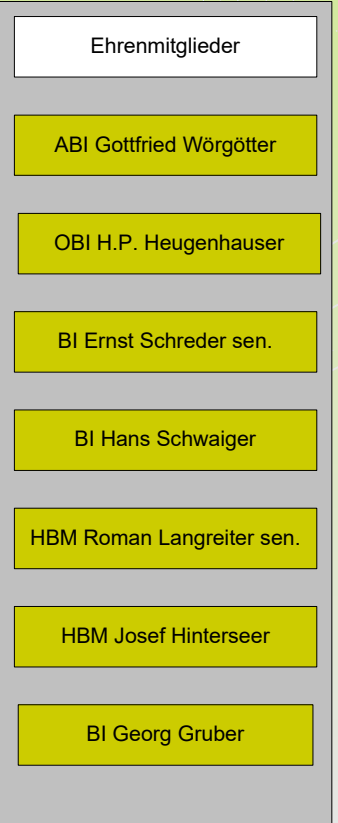 Ehrenmitglieder
ABI Gottfried Wörgötter
OBI H.P. Heugenhauser
BI Ernst Schreder sen.
BI Hans Schwaiger
HBM Roman Langreiter sen.
HBM Josef Hinterseer
BI Georg Gruber